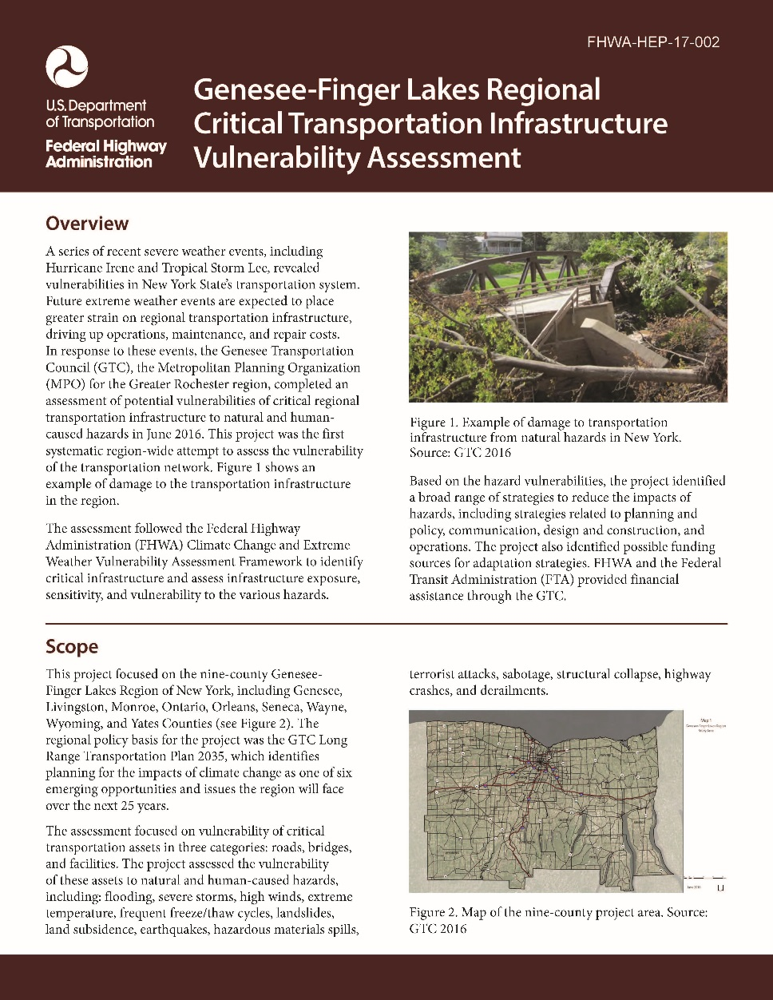 FHWA-HEP-17-002
U.S. Department
of Transportation
Federal Highway
Administration
Genesee-Finger Lakes Regional
Critical Transportation Infrastructure
Vulnerability Assessment
Overview
A series of recent severe weather events, including
Hurricane Irene and Tropical Storm Lee, revealed
vulnerabilities in New York State's transportation system.
Future extreme weather events are expected to place
greater strain on regional transportation infrastructure,
driving up operations, maintenance, and repair costs.
In response to these events, the Genesee Transportation
Council (GTC), the Metropolitan Planning Organization
(MPO) for the Greater Rochester region, completed an
assessment of potential vulnerabilities of critical regional
transportation infrastructure to natural and human-
caused hazards in June 2016. This project was the first
systematic region-wide attempt to assess the vulnerability
of the transportation network. Figure 1 shows an
example of damage to the transportation infrastructure
in the region.
The assessment followed the Federal Highway
Administration (FHWA) Climate Change and Extreme
Weather Vulnerability Assessment Framework to identify
critical infrastructure and assess infrastructure exposure,
sensitivity, and vulnerability to the various hazards.
Figure 1. Example of damage to transportation
infrastructure from natural hazards in New York.
Source: GTC 2016
Based on the hazard vulnerabilities, the project identified
a broad range of strategies to reduce the impacts of
hazards, including strategies related to planning and
policy, communication, design and construction, and
operations. The project also identified possible funding
sources for adaptation strategies. FHWA and the Federal
Transit Administration (FTA) provided financial
assistance through the GTC.
Scope
This project focused on the nine-county Genesee-
Finger Lakes Region of New York, including Genesee,
Livingston, Monroe, Ontario, Orleans, Seneca, Wayne,
Wyoming, and Yates Counties (see Figure 2). The
regional policy basis for the project was the GTC Long
Range Transportation Plan 2035, which identifies
planning for the impacts of climate change as one of six
emerging opportunities and issues the region will face
over the next 25 years.
The assessment focused on vulnerability of critical
transportation assets in three categories: roads, bridges,
and facilities. The project assessed the vulnerability
of these assets to natural and human-caused hazards,
including: flooding, severe storms, high winds, extreme
temperature, frequent freeze/thaw cycles, landslides,
land subsidence, earthquakes, hazardous materials spills,
terrorist attacks, sabotage, structural collapse, highway
crashes, and derailments.
Map 1
Genesee-Finger Lakes Region
Study Area
June 2016
Figure 2. Map of the nine-county project area. Source:
GTC 2016